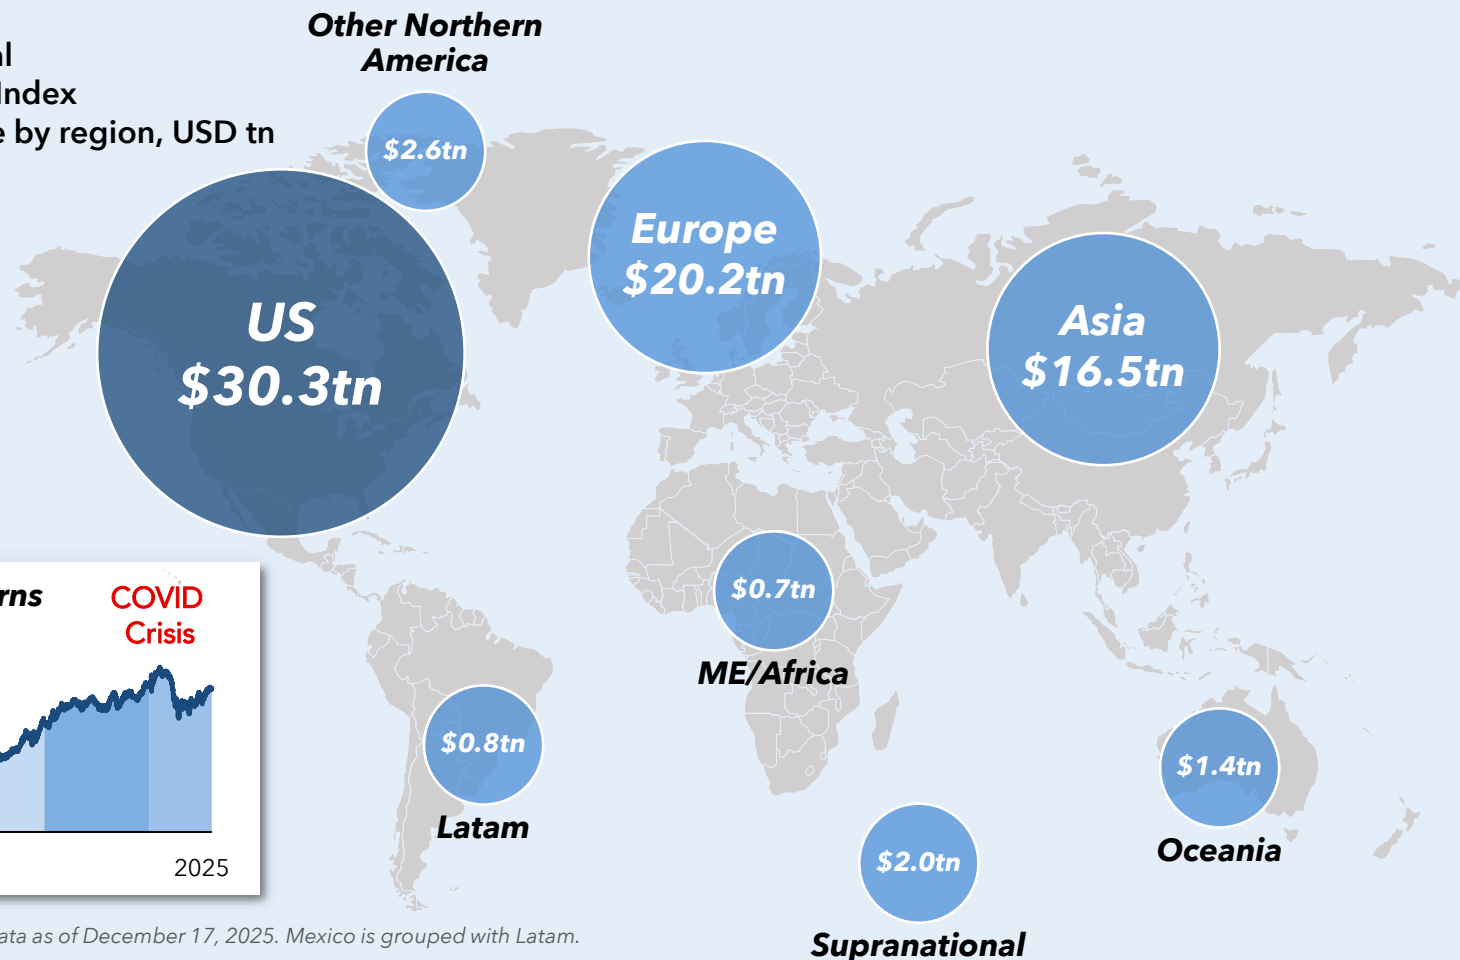 Other Northern
America
al
Index
e by region, USD tn
$2.6tn
US
$30.3tn
Europe
$20.2tn
Asia
$16.5tn
$0.7tn
ME/Africa
$0.8tn
Latam
$1.4tn
Oceania
$2.0tn
Supranational
rns
COVID
Crisis
2025
ata as of December 17, 2025. Mexico is grouped with Latam.